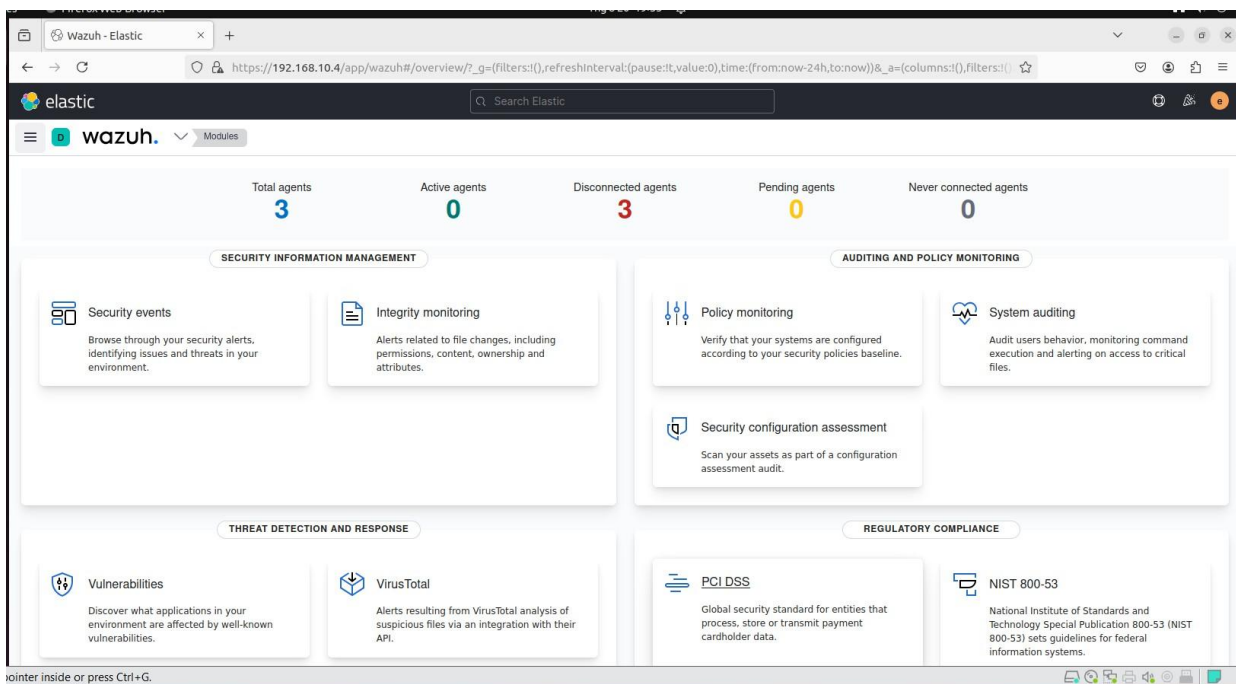 Firefox Web Browser
Wazuh - Elastic
https://192.168.10.4/app/wazuh#/overview/?_g=(filters:!(),refreshInterval:(pause:!t,value:0),time:(from:now-24h,to:now))&_a=(columns:!(),filters:!()
elastic
Search Elastic
e
D
wazuh.
Modules
Total agents
3
Active agents
0
Disconnected agents
3
Pending agents
0
Never connected agents
0
SECURITY INFORMATION MANAGEMENT
Security events
Browse through your security alerts,
identifying issues and threats in your
environment.
Integrity monitoring
Alerts related to file changes, including
permissions, content, ownership and
attributes.
AUDITING AND POLICY MONITORING
Policy monitoring
Verify that your systems are configured
according to your security policies baseline.
System auditing
Audit users behavior, monitoring command
execution and alerting on access to critical
files.
Security configuration assessment
Scan your assets as part of a configuration
assessment audit.
THREAT DETECTION AND RESPONSE
Vulnerabilities
Discover what applications in your
environment are affected by well-known
vulnerabilities.
VirusTotal
Alerts resulting from VirusTotal analysis of
suspicious files via an integration with their
API.
REGULATORY COMPLIANCE
PCI DSS
Global security standard for entities that
process, store or transmit payment
cardholder data.
NIST 800-53
National Institute of Standards and
Technology Special Publication 800-53 (NIST
800-53) sets guidelines for federal
information systems.
pointer inside or press Ctrl+G.